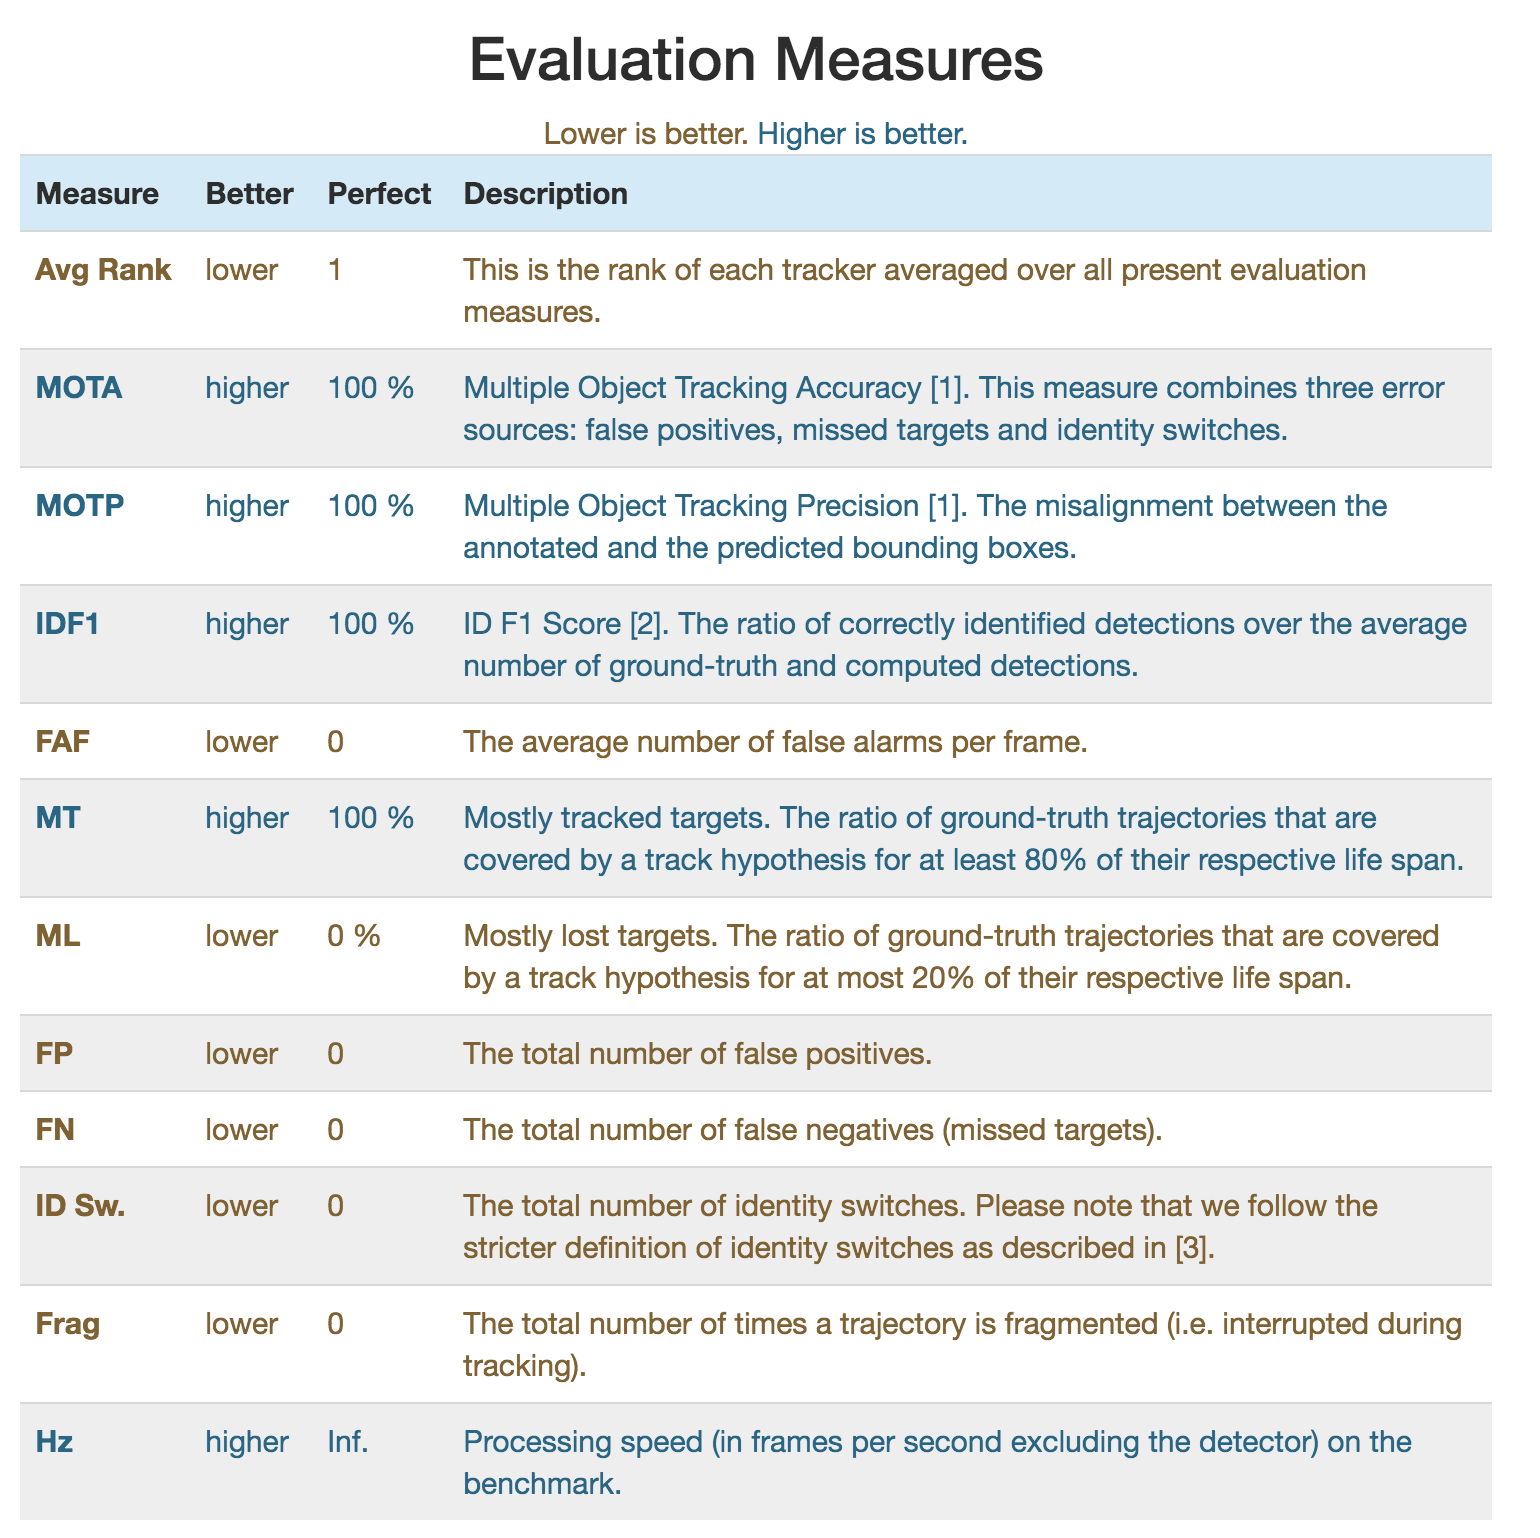 Evaluation Measures
Lower is better. Higher is better.
Measure Better Perfect Description
Avg Rank lower 1 This is the rank of each tracker averaged over all present evaluation
measures.
MOTA higher 100 % Multiple Object Tracking Accuracy [1]. This measure combines three error
sources: false positives, missed targets and identity switches.
MOTP higher 100 % Multiple Object Tracking Precision [1]. The misalignment between the
annotated and the predicted bounding boxes.
IDF1 higher 100 % ID F1 Score [2]. The ratio of correctly identified detections over the average
number of ground-truth and computed detections.
FAF lower 0 The average number of false alarms per frame.
MT higher 100 % Mostly tracked targets. The ratio of ground-truth trajectories that are
covered by a track hypothesis for at least 80% of their respective life span.
ML lower 0 % Mostly lost targets. The ratio of ground-truth trajectories that are covered
by a track hypothesis for at most 20% of their respective life span.
FP lower 0 The total number of false positives.
FN lower 0 The total number of false negatives (missed targets).
ID Sw. lower 0 The total number of identity switches. Please note that we follow the
stricter definition of identity switches as described in [3].
Frag lower 0 The total number of times a trajectory is fragmented (i.e. interrupted during
tracking).
Hz higher Inf. Processing speed (in frames per second excluding the detector) on the
benchmark.